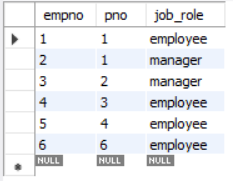 empno pno job_role
1 1 employee
2 1 manager
3 2 manager
4 3 employee
5 4 employee
6 6 employee
NULL NULL NULL